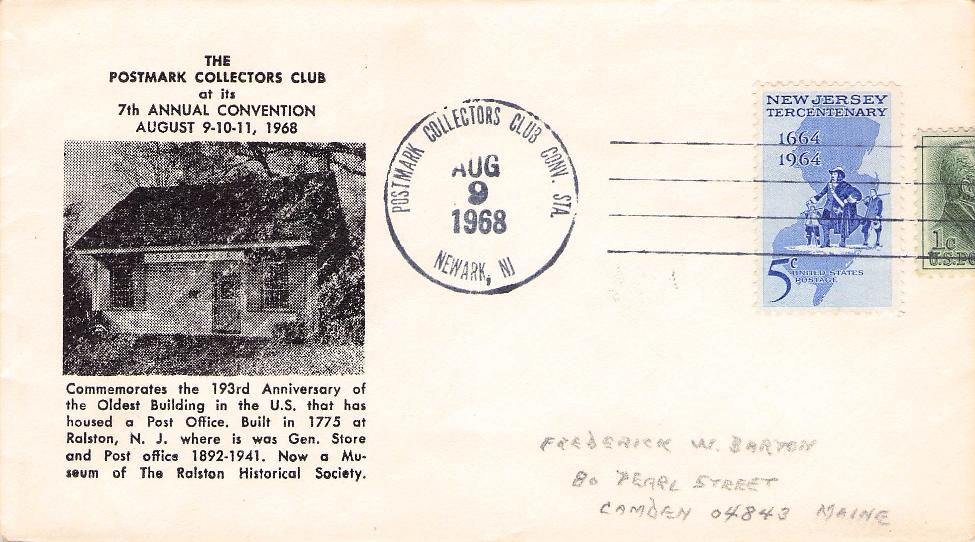 THE
POSTMARK COLLECTORS CLUB
at its
7th ANNUAL CONVENTION
AUGUST 9-10-11, 1968
Commemorates the 193rd Anniversary of
the Oldest Building in the U.S. that has
housed a Post Office. Built in 1775 at
Ralston, N. J. where is was Gen. Store
and Post office 1892-1941. Now a Mu-
seum of The Ralston Historical Society.
POSTMARK COLLECTORS CLUB CONV. STA.
AUG
9
1968
NEWARK, NJ
NEW JERSEY
TERCENTENARY
1664
1964
5c
UNITED STATES
POSTAGE
1c
U.S. PO
FREDERICK W. BARTON
80 PEARL STREET
CAMDEN 04843 MAINE